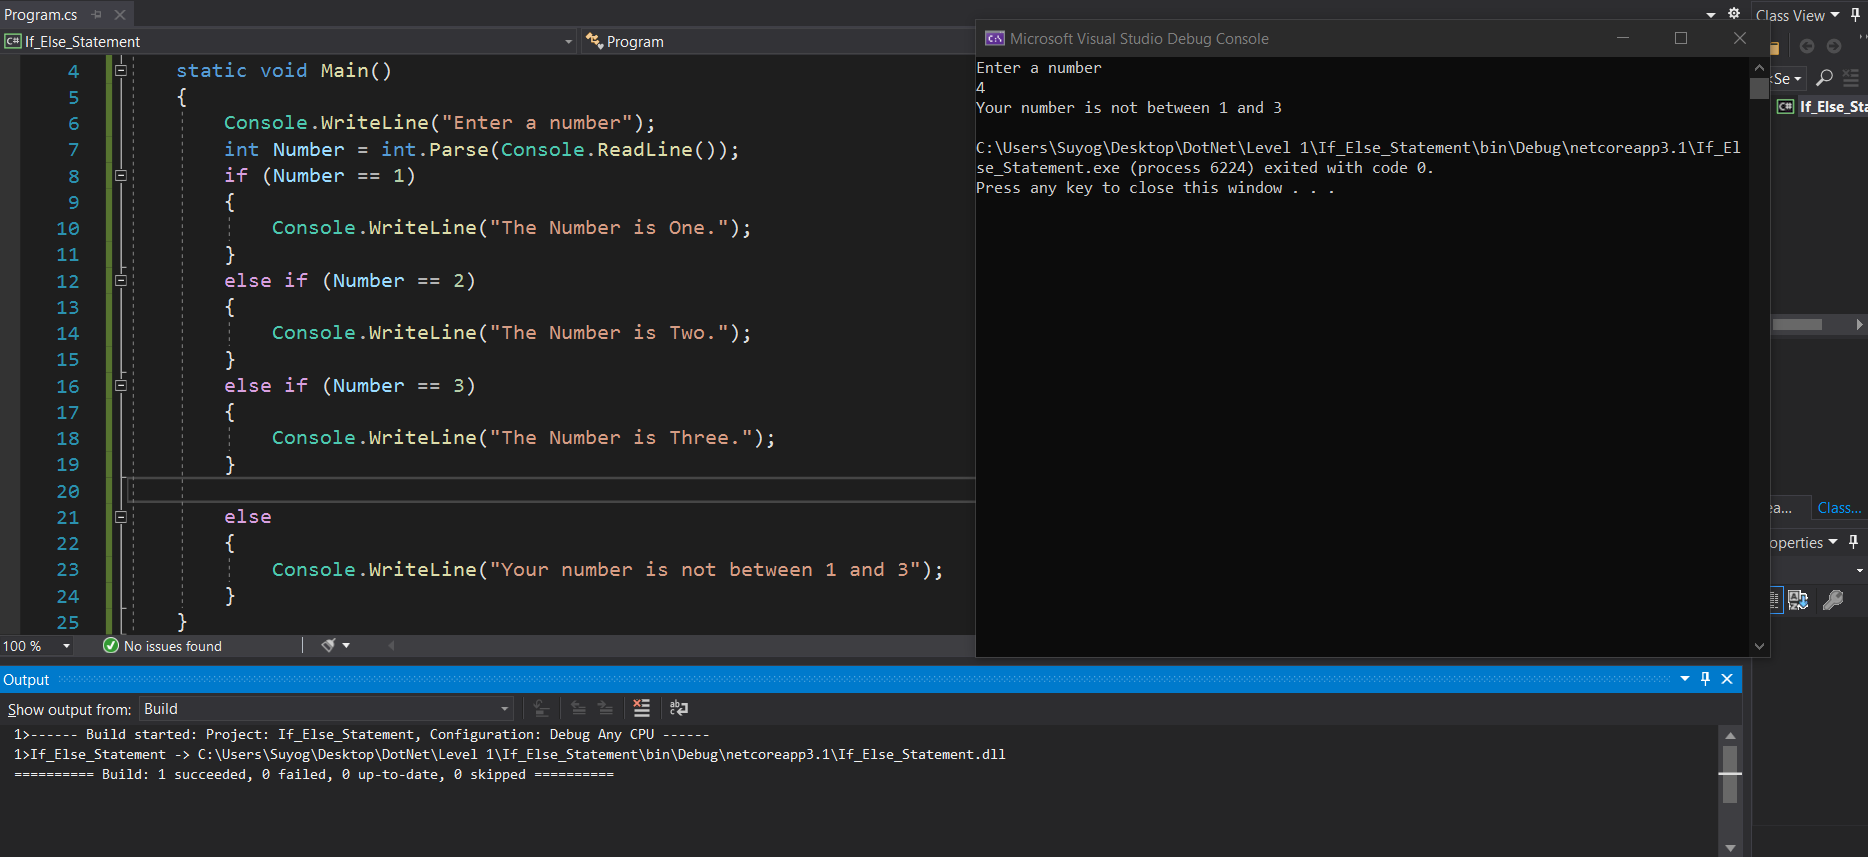 Program.cs
If_Else_Statement
Program
4 static void Main()
5 {
6 Console.WriteLine("Enter a number");
7 int Number = int.Parse(Console.ReadLine());
8 if (Number == 1)
9 {
10 Console.WriteLine("The Number is One.");
11 }
12 else if (Number == 2)
13 {
14 Console.WriteLine("The Number is Two.");
15 }
16 else if (Number == 3)
17 {
18 Console.WriteLine("The Number is Three.");
19 }
20
21 else
22 {
23 Console.WriteLine("Your number is not between 1 and 3");
24 }
25 }
100 %
No issues found
Microsoft Visual Studio Debug Console
Enter a number
4
Your number is not between 1 and 3
C:\Users\Suyog\Desktop\DotNet\Level 1\If_Else_Statement\bin\Debug\netcoreapp3.1\If_El
se_Statement.exe (process 6224) exited with code 0.
Press any key to close this window . . .
Class View
<Se
If_Else_Sta
ea...
Class...
operties
Output
Show output from:
Build
1>------ Build started: Project: If_Else_Statement, Configuration: Debug Any CPU ------
1>If_Else_Statement -> C:\Users\Suyog\Desktop\DotNet\Level 1\If_Else_Statement\bin\Debug\netcoreapp3.1\If_Else_Statement.dll
========== Build: 1 succeeded, 0 failed, 0 up-to-date, 0 skipped ==========